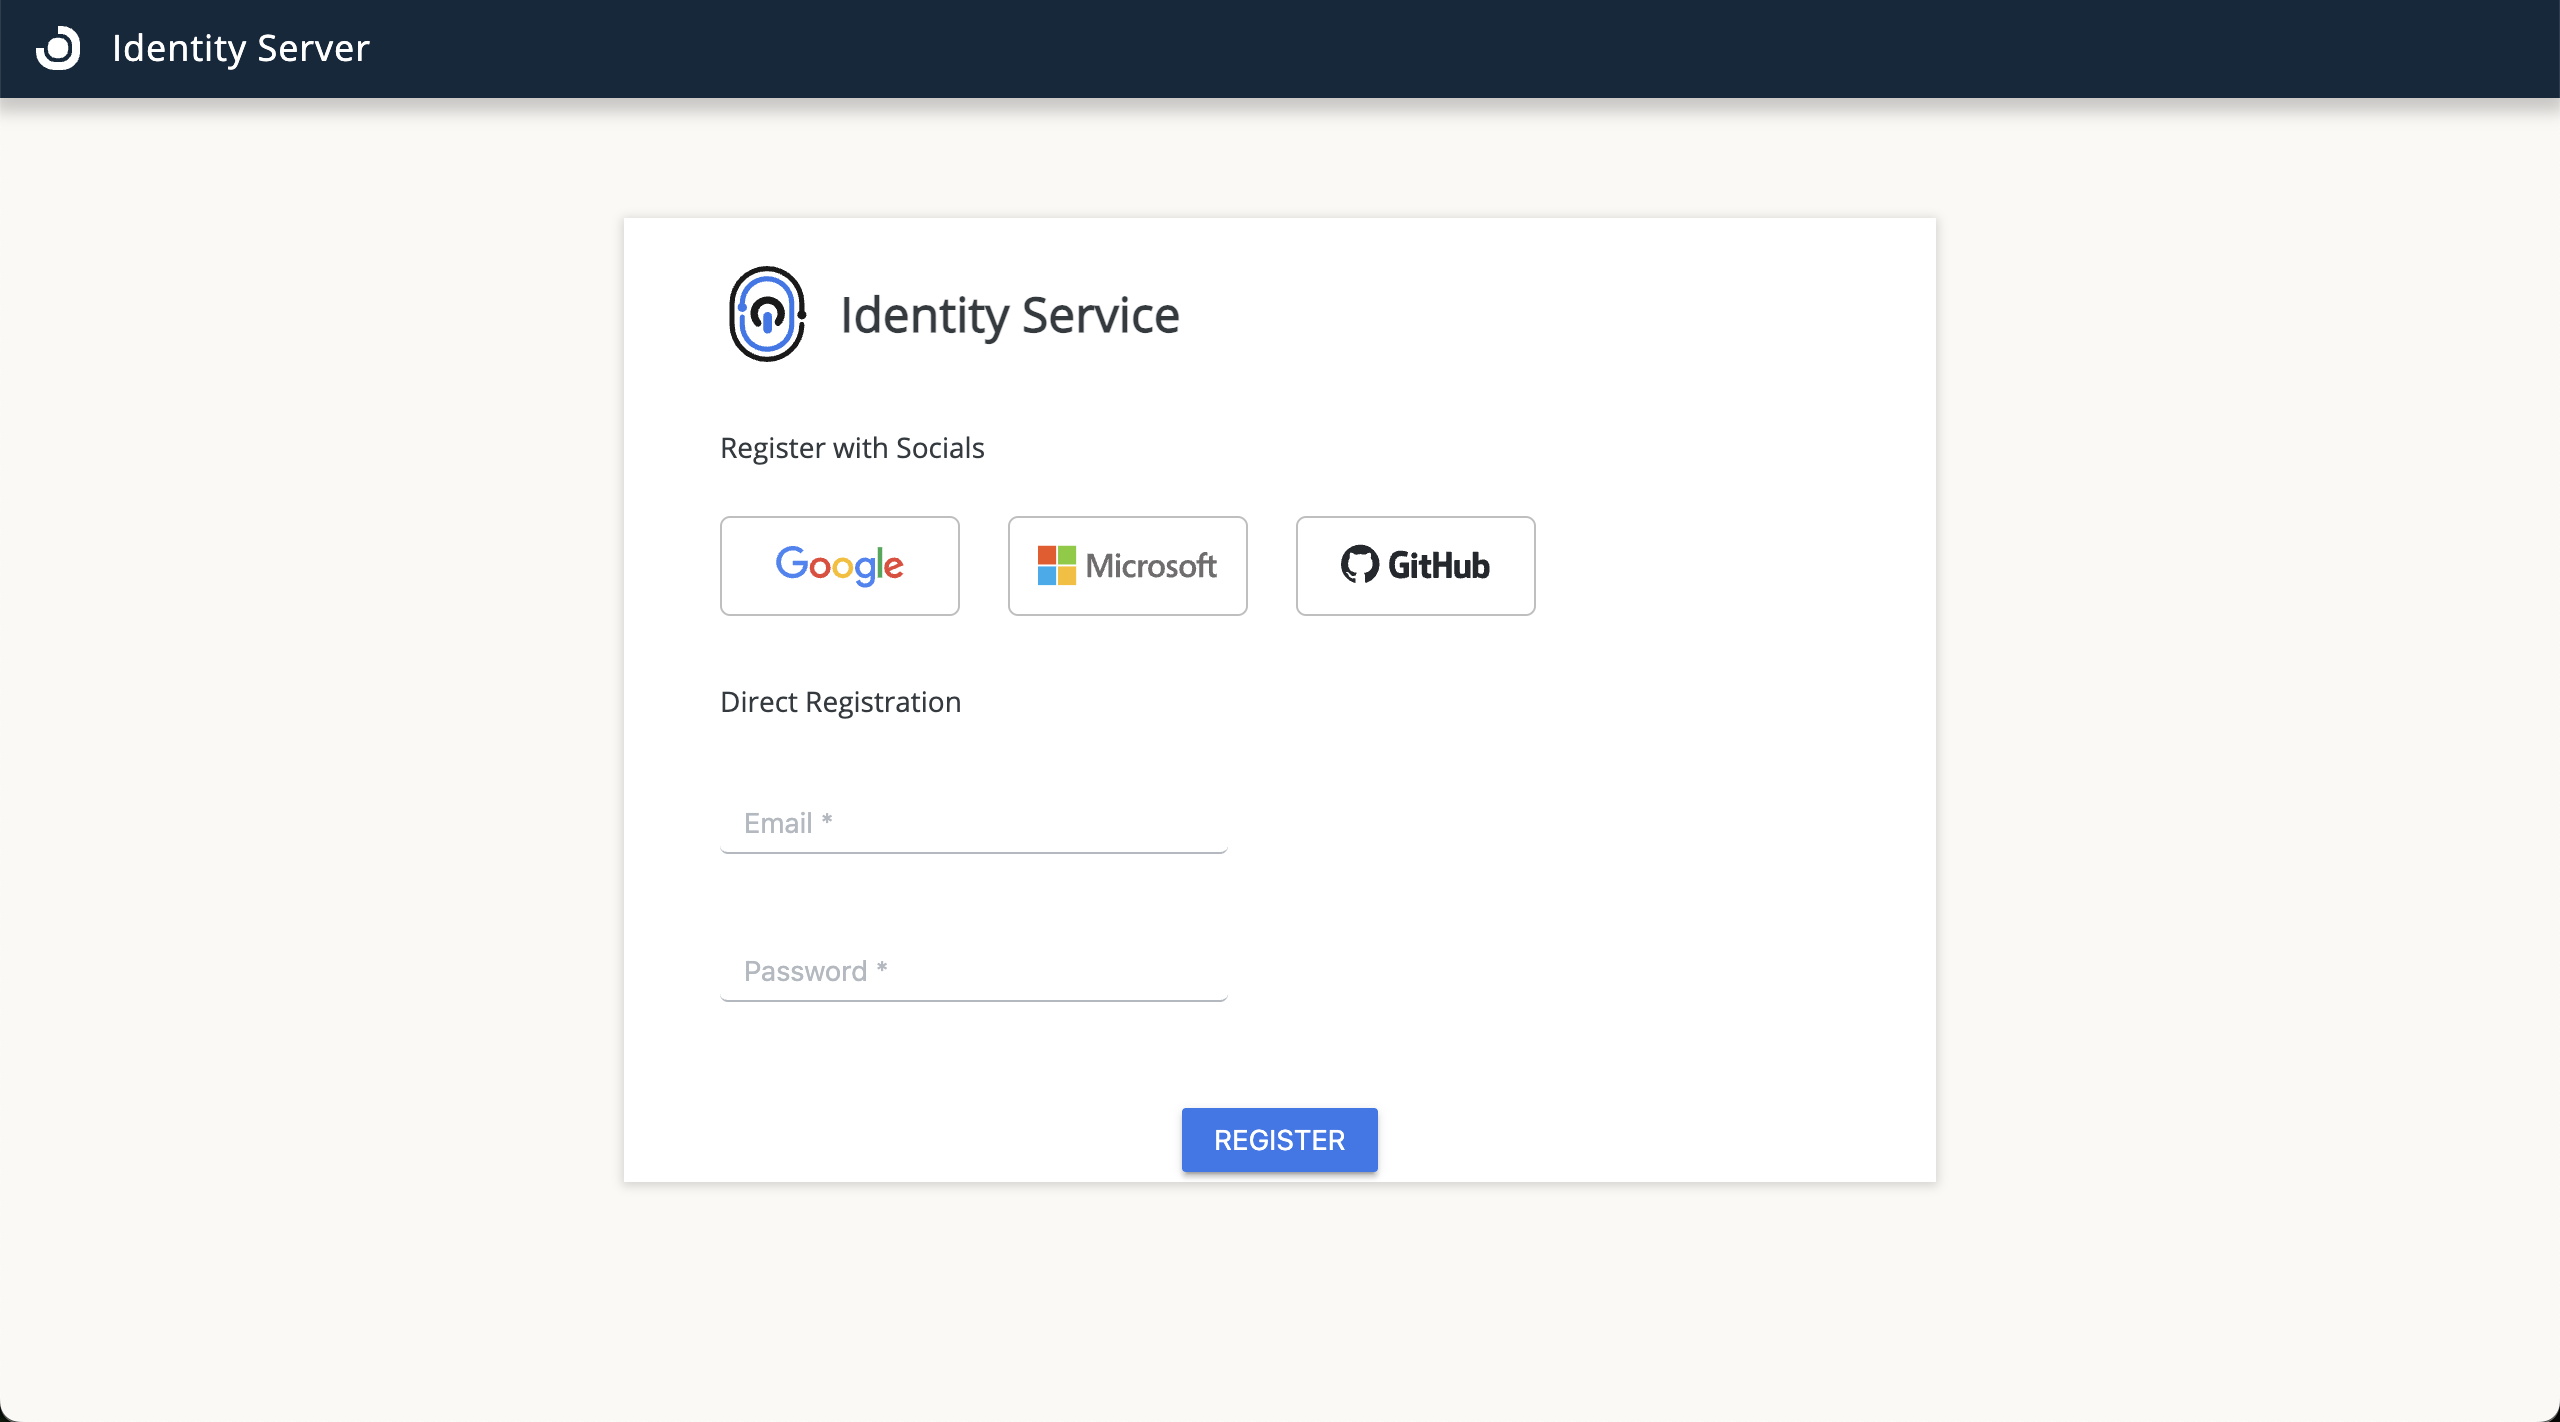 Identity Server
Identity Service
Register with Socials
Google
Microsoft
GitHub
Direct Registration
Email *
Password *
REGISTER